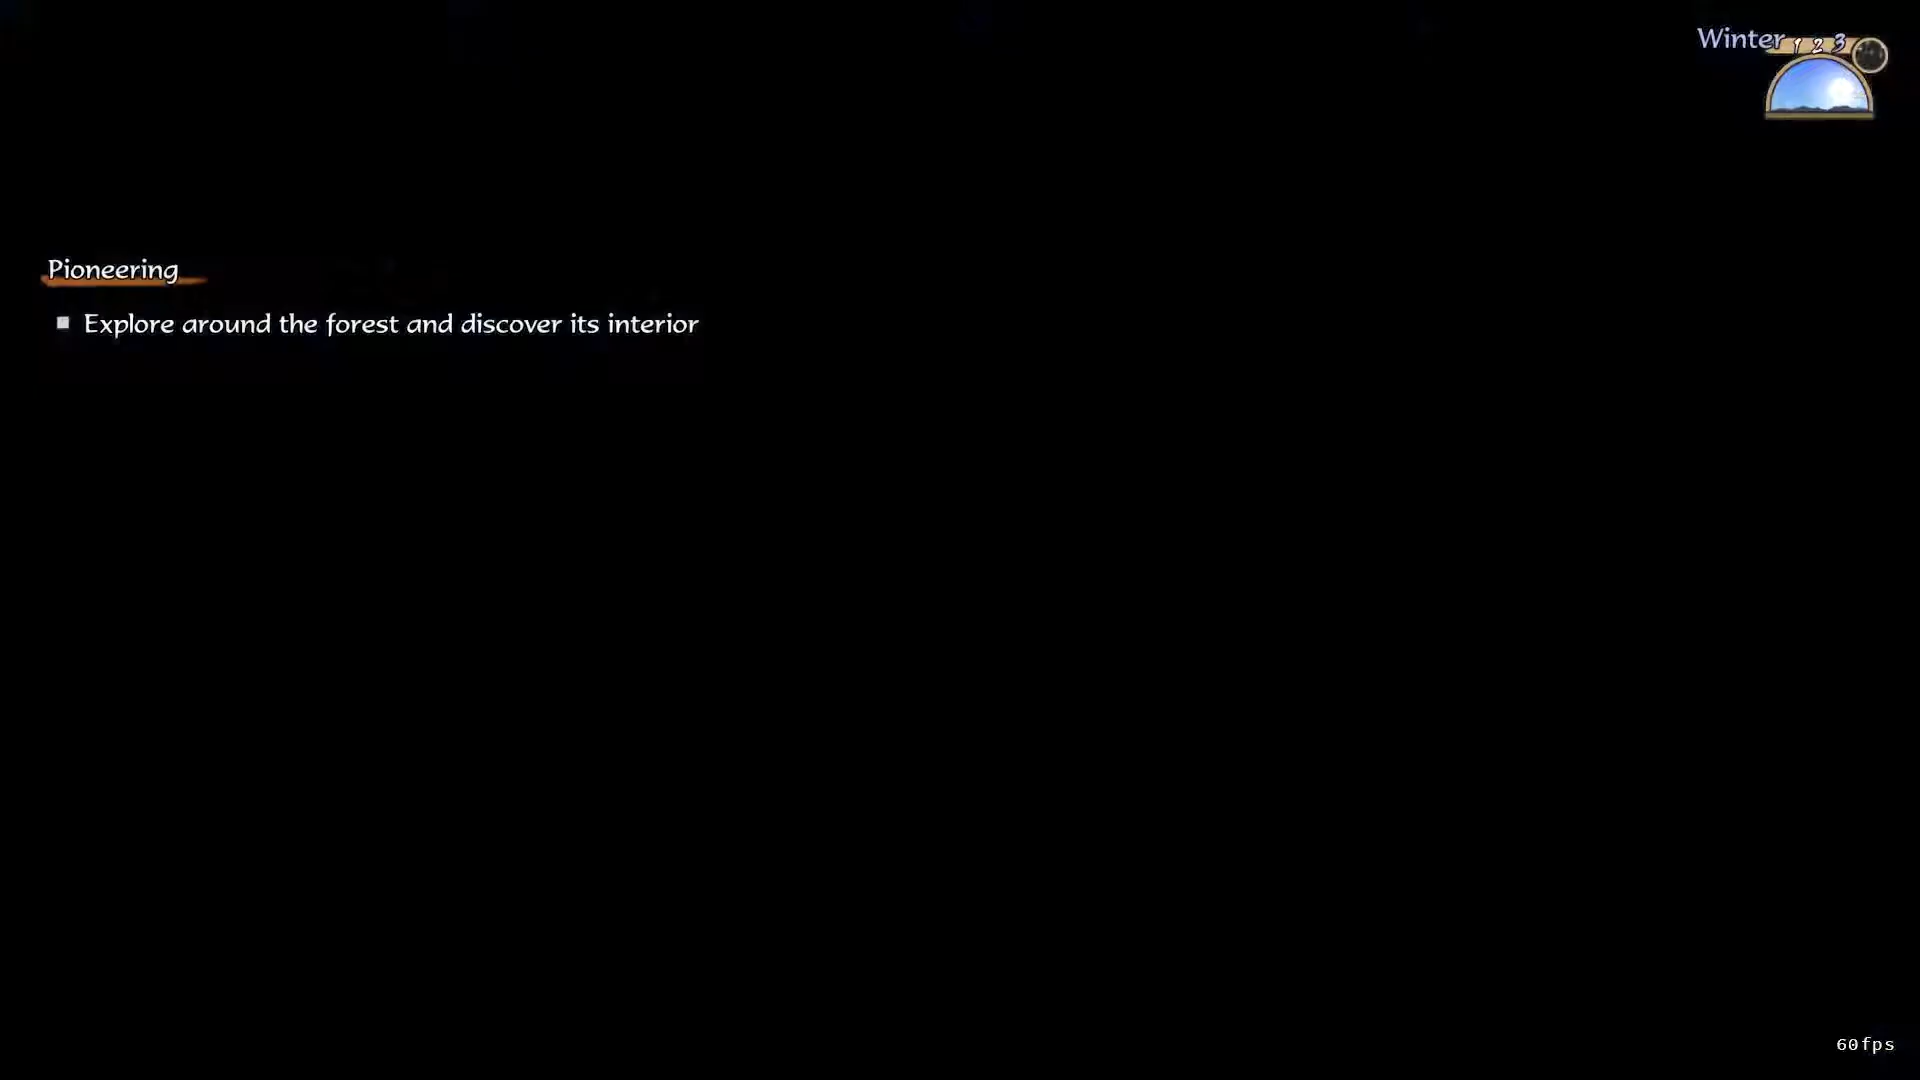 Winter 1 2 3
Pioneering
Explore around the forest and discover its interior
60fps